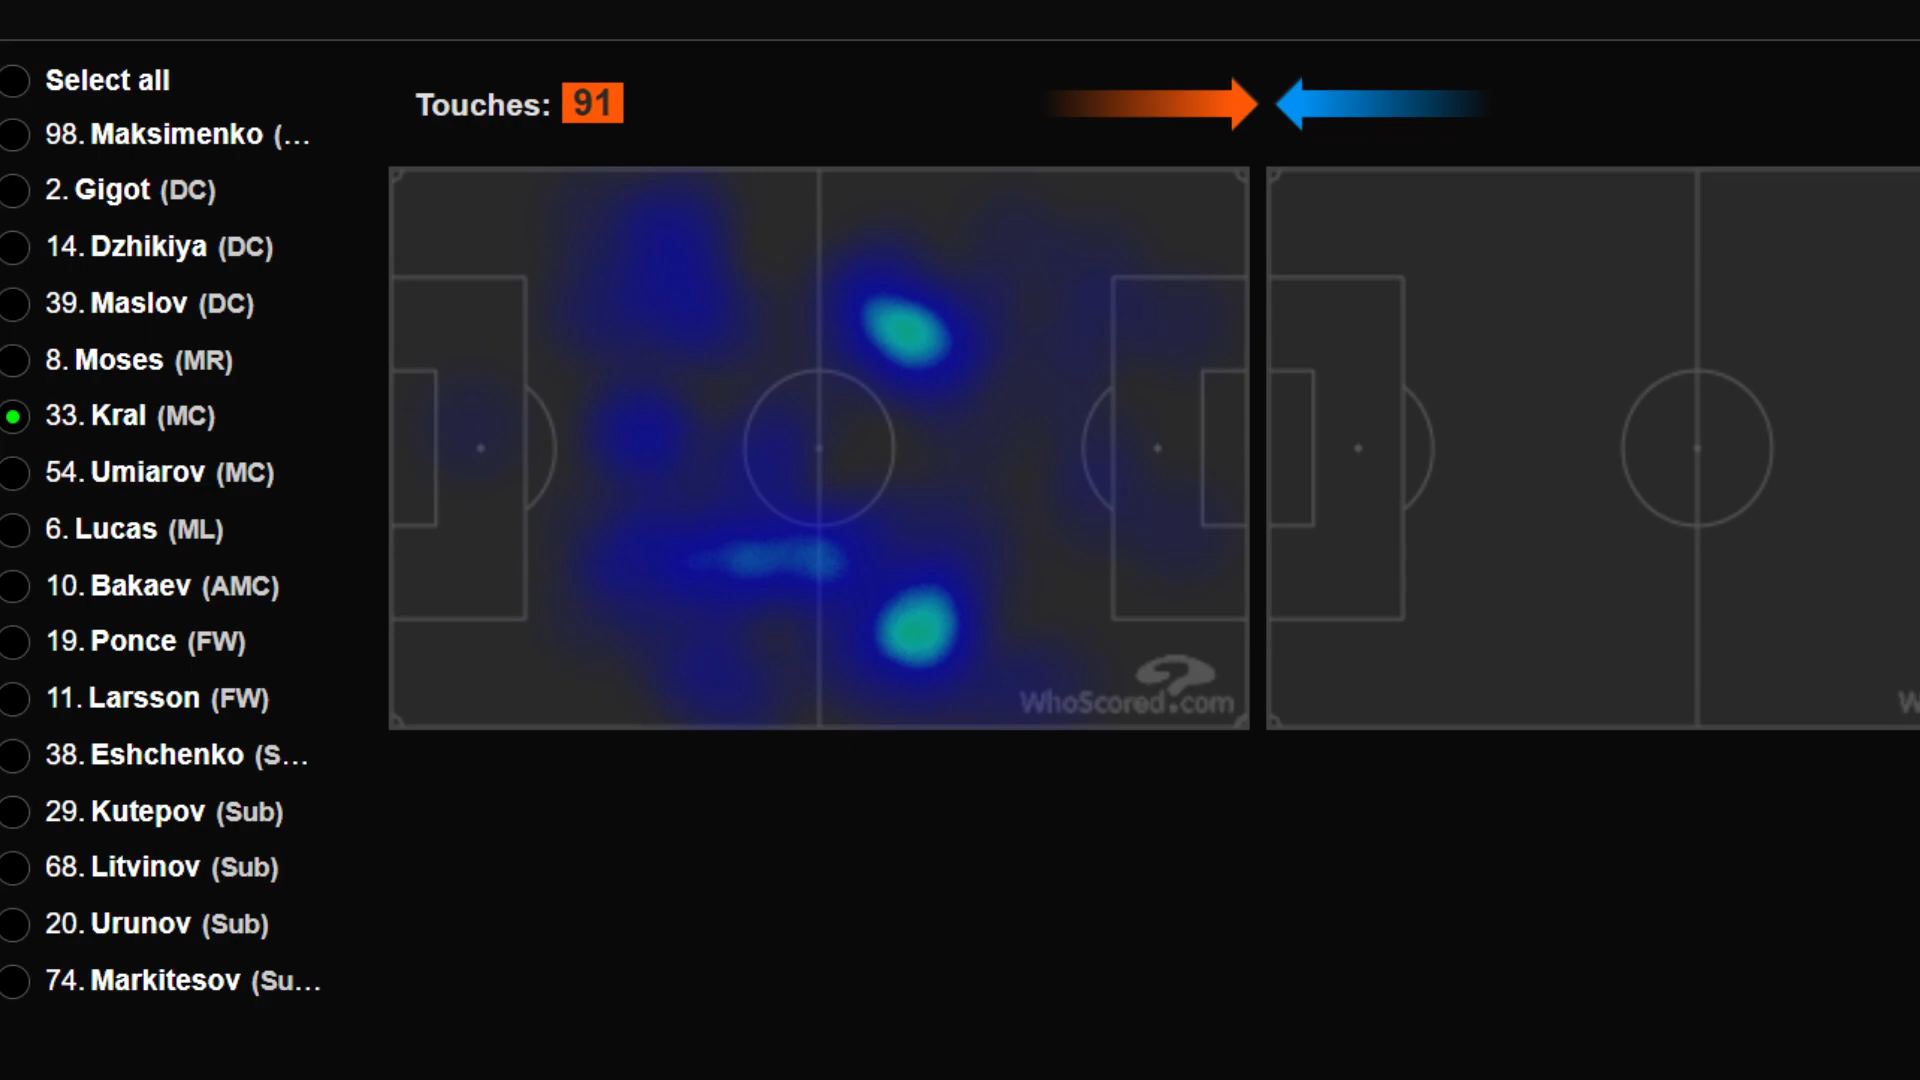 Select all
98. Maksimenko (...
2. Gigot (DC)
14. Dzhikiya (DC)
39. Maslov (DC)
8. Moses (MR)
33. Kral (MC)
54. Umiarov (MC)
6. Lucas (ML)
10. Bakaev (AMC)
19. Ponce (FW)
11. Larsson (FW)
38. Eshchenko (S...
29. Kutepov (Sub)
68. Litvinov (Sub)
20. Urunov (Sub)
74. Markitesov (Su...
Touches: 91
WhoScored.com
W